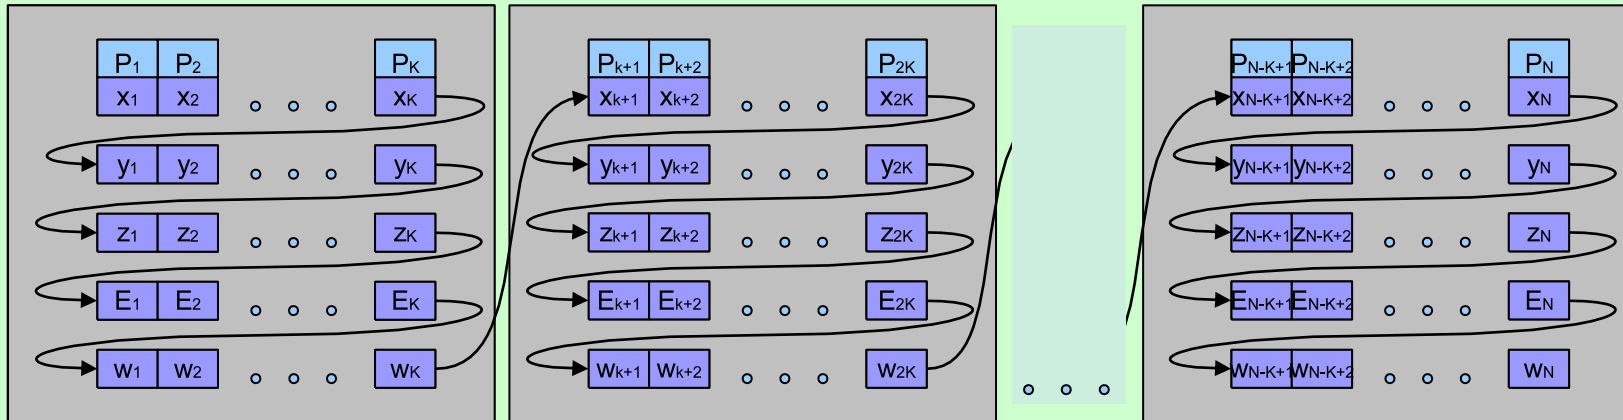 P1 P2 PK
x1 x2 xK
y1 y2 yK
z1 z2 zK
E1 E2 EK
w1 w2 wK
Pk+1 Pk+2 P2K
xk+1 xk+2 x2K
yk+1 yk+2 y2K
zk+1 zk+2 z2K
Ek+1 Ek+2 E2K
wk+1 wk+2 w2K
PN-K+1 PN-K+2 PN
xN-K+1 xN-K+2 xN
yN-K+1 yN-K+2 yN
zN-K+1 zN-K+2 zN
EN-K+1 EN-K+2 EN
wN-K+1 wN-K+2 wN